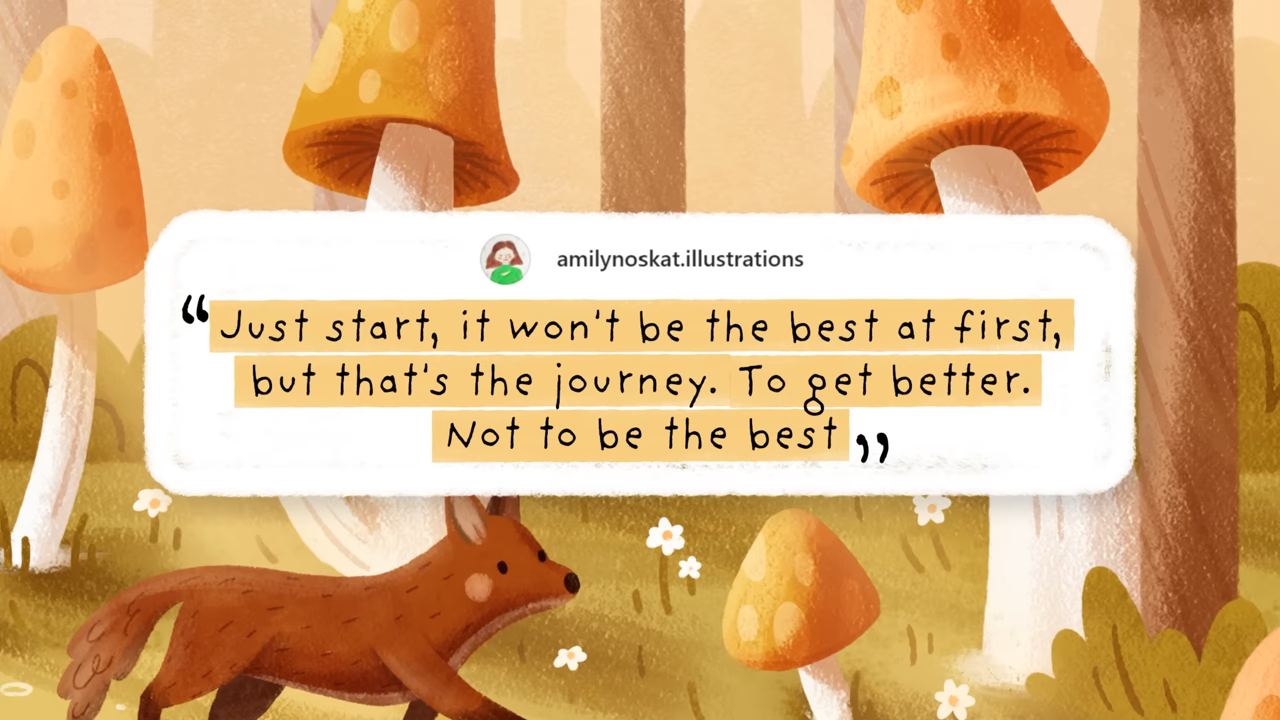 amilynoskat.illustrations
“Just start, it won't be the best at first,
but that's the journey. To get better.
Not to be the best”